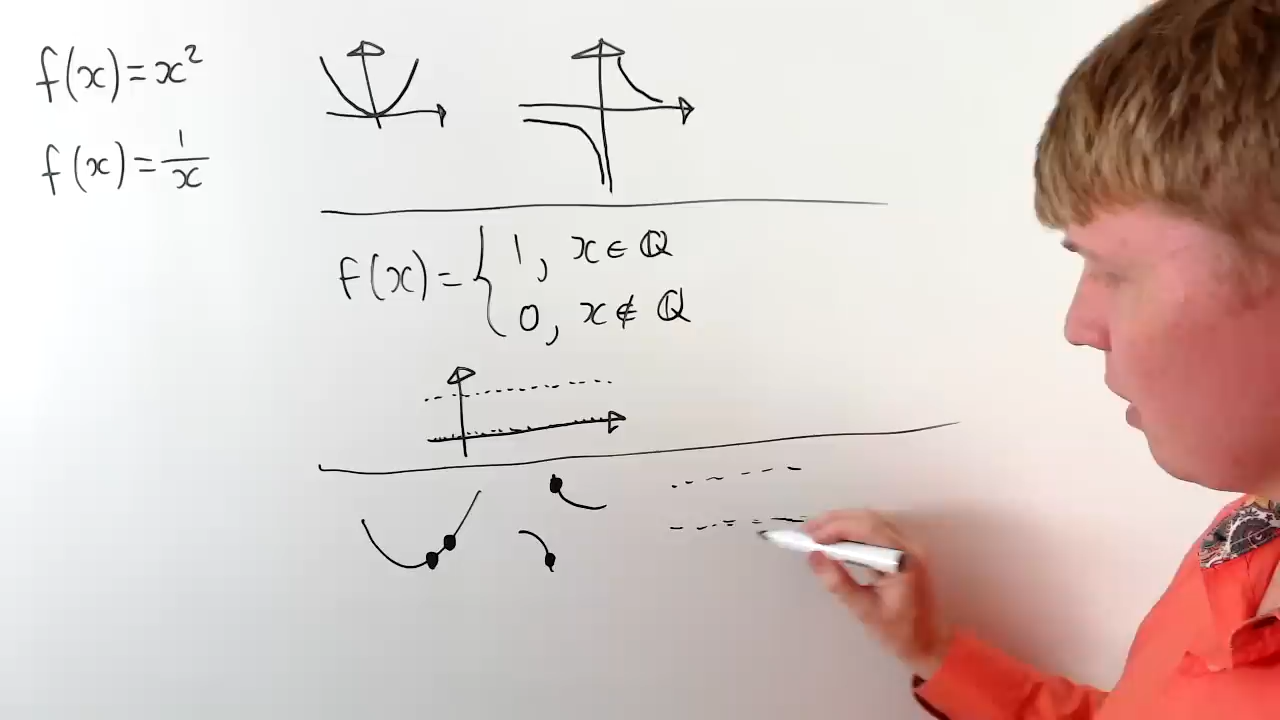 f(x)=x²
f(x)=1/x
f(x)={1, x∈ℚ
0, x∉ℚ